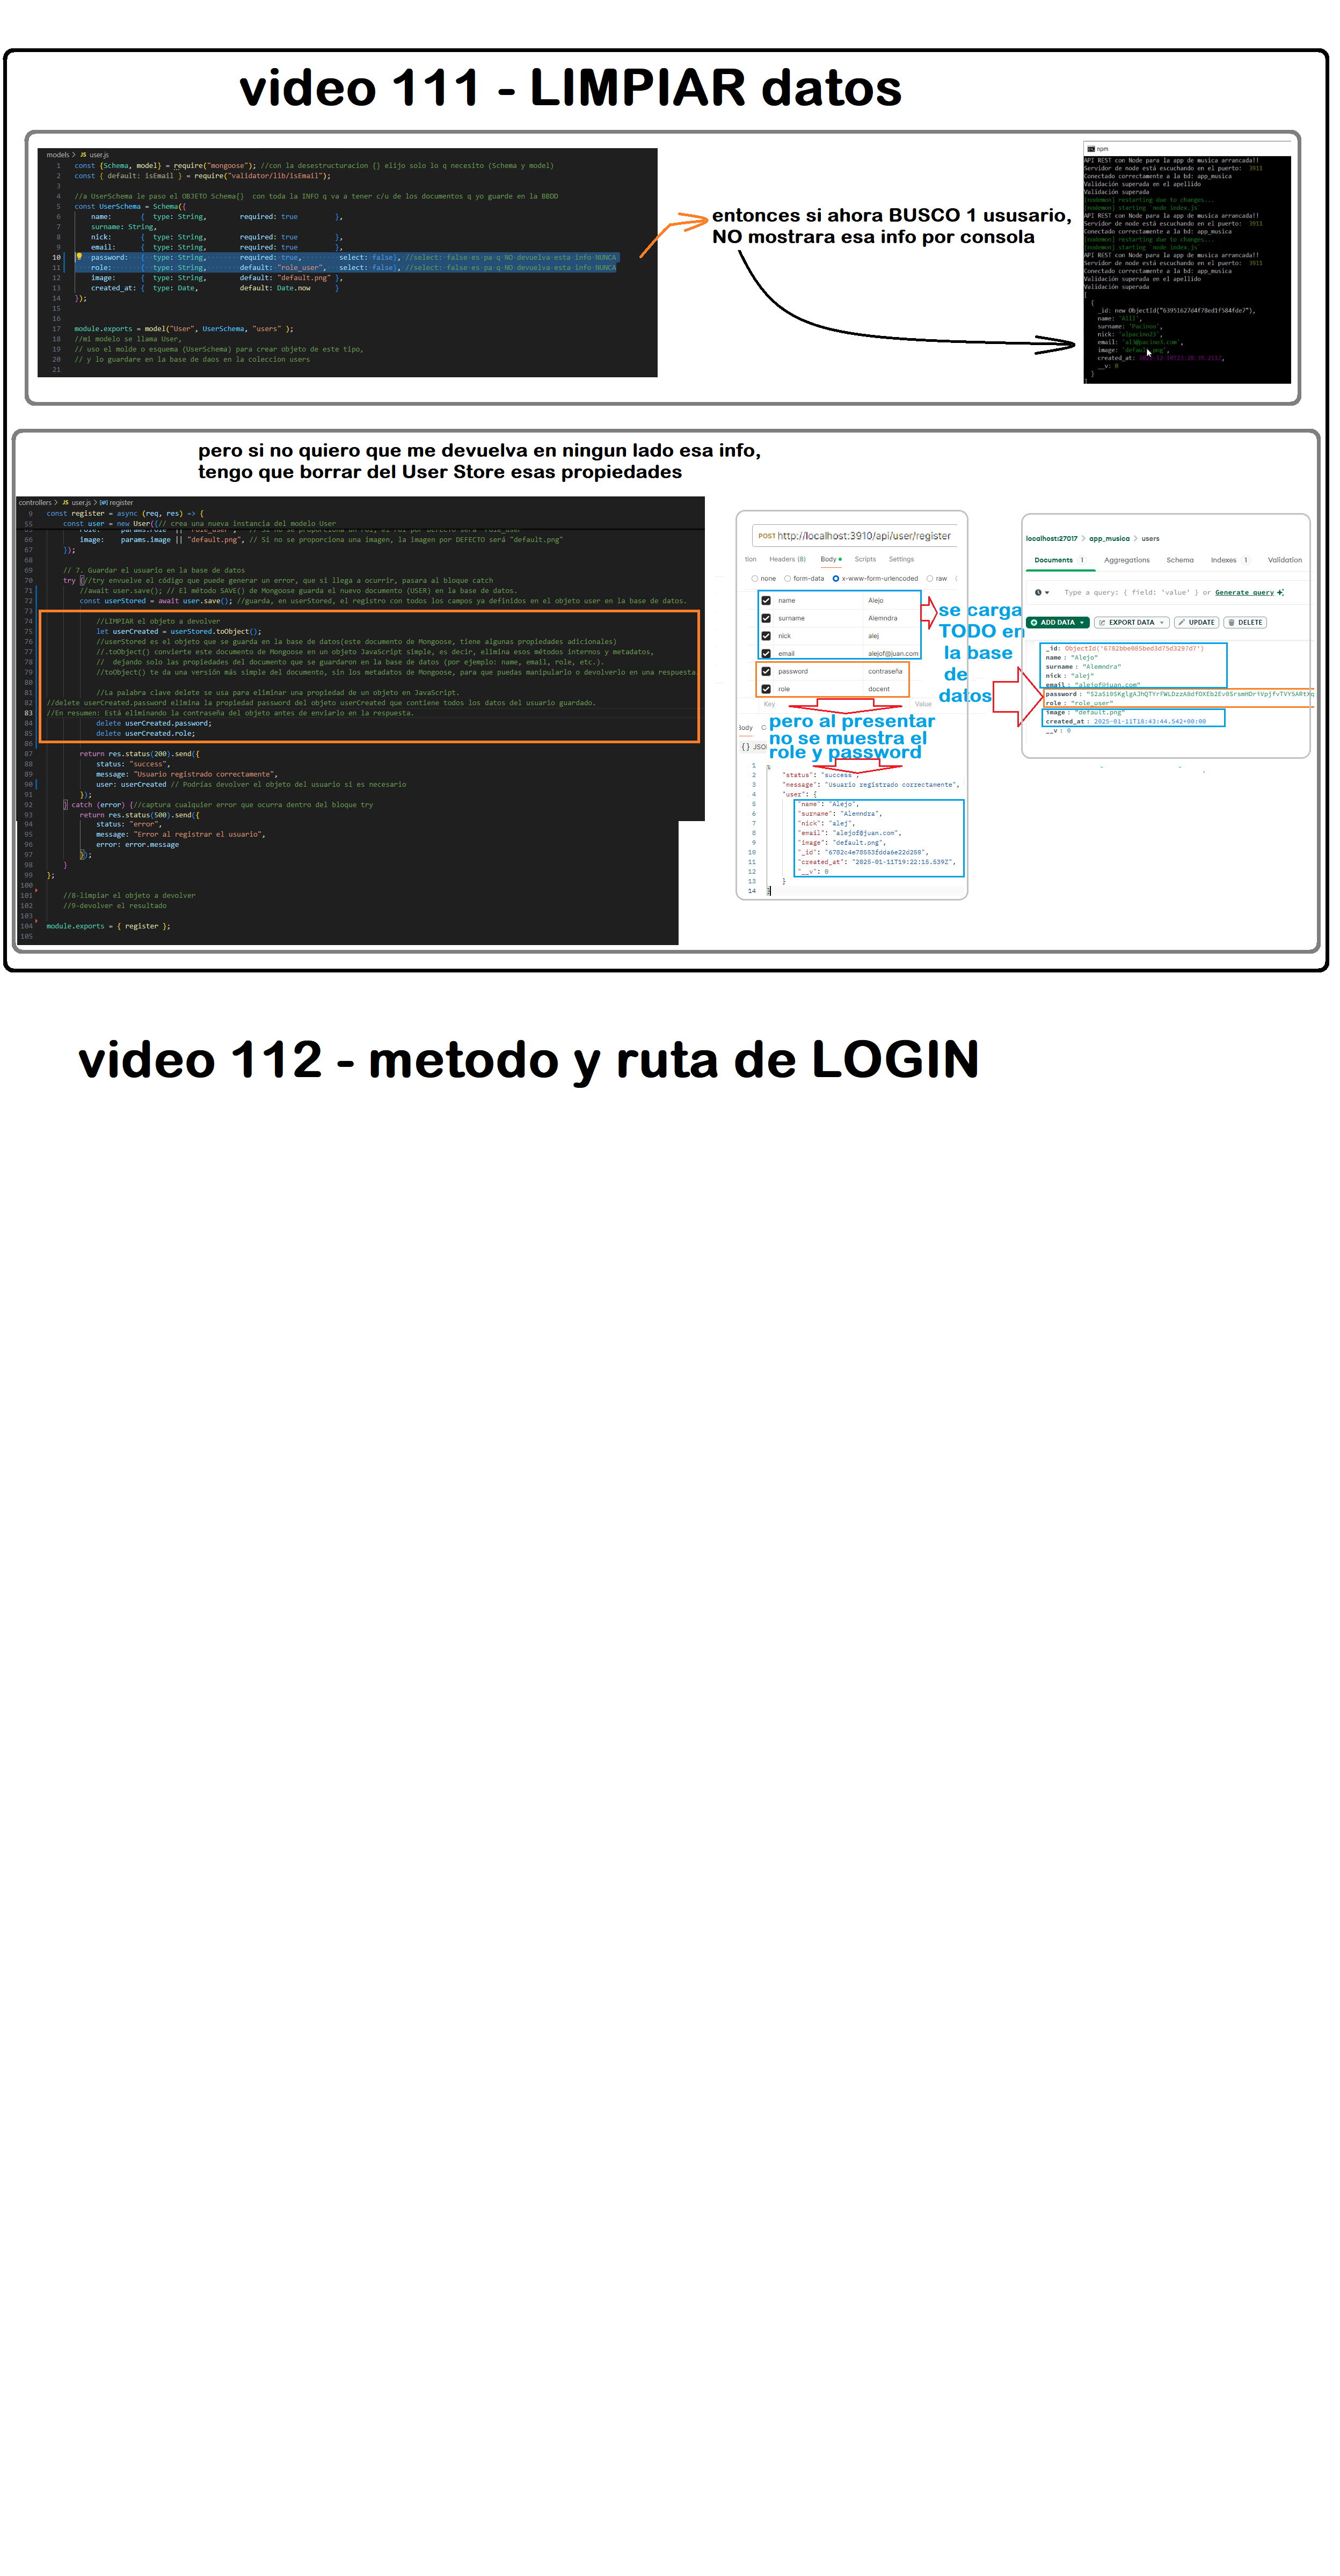 video 111 - LIMPIAR datos
models > JS user.js
1 const {Schema, model} = require("mongoose"); //con la desestructuracion {} elijo solo lo q necesito (Schema y model)
2 const { default: isEmail } = require("validator/lib/isEmail");
3
4 //a UserSchema le paso el OBJETO Schema{} con toda la INFO q va a tener c/u de los documentos q yo guarde en la BBDD
5 const UserSchema = Schema({
6 name: { type: String, required: true },
7 surname: String,
8 nick: { type: String, required: true },
9 email: { type: String, required: true },
10 password: { type: String, required: true, select: false}, //select: false es pa q NO devuelva esta info NUNCA
11 role: { type: String, default: "role_user", select: false}, //select: false es pa q NO devuelva esta info NUNCA
12 image: { type: String, default: "default.png" },
13 created_at: { type: Date, default: Date.now }
14 });
15
16
17 module.exports = model("User", UserSchema, "users" );
18 //mi modelo se llama User,
19 // uso el molde o esquema (UserSchema) para crear objeto de este tipo,
20 // y lo guardare en la base de daos en la coleccion users
21
entonces si ahora BUSCO 1 ususario,
NO mostrara esa info por consola
npm
API REST con Node para la app de musica arrancada!!
Servidor de node está escuchando en el puerto: 3911
Conectado correctamente a la bd: app_musica
Validación superada en el apellido
Validación superada
[nodemon] restarting due to changes...
[nodemon] starting `node index.js`
API REST con Node para la app de musica arrancada!!
Servidor de node está escuchando en el puerto: 3911
Conectado correctamente a la bd: app_musica
[nodemon] restarting due to changes...
[nodemon] starting `node index.js`
API REST con Node para la app de musica arrancada!!
Servidor de node está escuchando en el puerto: 3911
Conectado correctamente a la bd: app_musica
Validación superada en el apellido
Validación superada
[
{
_id: new ObjectId("63951627d4f78ed1f584fde7"),
name: 'Alll',
surname: 'Pacinoo',
nick: 'alpacino23',
email: 'al3@pacino3.com',
image: 'default.png',
created_at:
__v: 0
}
]
pero si no quiero que me devuelva en ningun lado esa info,
tengo que borrar del User Store esas propiedades
controllers > JS user.js > register
9 const register = async (req, res) => {
55 const user = new User({// crea una nueva instancia del modelo User
66 image: params.image || "default.png", // Si no se proporciona una imagen, la imagen por DEFECTO será "default.png"
67 });
68
69 // 7. Guardar el usuario en la base de datos
70 try {//try envuelve el código que puede generar un error, que si llega a ocurrir, pasara al bloque catch
71 //await user.save(); // El método SAVE() de Mongoose guarda el nuevo documento (USER) en la base de datos.
72 const userStored = await user.save(); //guarda, en userStored, el registro con todos los campos ya definidos en el objeto user en la base de datos.
73
74 //LIMPIAR el objeto a devolver
75 let userCreated = userStored.toObject();
76 //userStored es el objeto que se guarda en la base de datos(este documento de Mongoose, tiene algunas propiedades adicionales)
77 //.toObject() convierte este documento de Mongoose en un objeto JavaScript simple, es decir, elimina esos métodos internos y metadatos,
78 // dejando solo las propiedades del documento que se guardaron en la base de datos (por ejemplo: name, email, role, etc.).
79 //toObject() te da una versión más simple del documento, sin los metadatos de Mongoose, para que puedas manipularlo o devolverlo en una respuesta.
80
81 //La palabra clave delete se usa para eliminar una propiedad de un objeto en JavaScript.
82 //delete userCreated.password elimina la propiedad password del objeto userCreated que contiene todos los datos del usuario guardado.
83 //En resumen: Está eliminando la contraseña del objeto antes de enviarlo en la respuesta.
84 delete userCreated.password;
85 delete userCreated.role;
86
87 return res.status(200).send({
88 status: "success",
89 message: "Usuario registrado correctamente",
90 user: userCreated // Podrías devolver el objeto del usuario si es necesario
91 });
92 } catch (error) {//captura cualquier error que ocurra dentro del bloque try
93 return res.status(500).send({
94 status: "error",
95 message: "Error al registrar el usuario",
96 error: error.message
97 });
98 }
99 };
100
101 //8-limpiar el objeto a devolver
102 //9-devolver el resultado
103
104 module.exports = { register };
105
POST http://localhost:3910/api/user/register
tion Headers (8) Body Scripts Settings
none form-data x-www-form-urlencoded raw
name Alejo
surname Alemndra
nick alej
email alejof@juan.com
password contraseña
role docent
Key Value
se carga
TODO en
la base
de
datos
pero al presentar
no se muestra el
role y password
Body C
{ } JSO
1 {
2 "status": "success",
3 "message": "Usuario registrado correctamente",
4 "user": {
5 "name": "Alejo",
6 "surname": "Alemndra",
7 "nick": "alej",
8 "email": "alejof@juan.com",
9 "image": "default.png",
10 "_id": "6782c4e78553fdda6e22d258",
11 "created_at": "2025-01-11T19:22:15.539Z",
12 "__v": 0
13 }
14 }
localhost:27017 > app_musica > users
Documents 1 Aggregations Schema Indexes 1 Validation
Type a query: { field: 'value' } or Generate query
ADD DATA EXPORT DATA UPDATE DELETE
_id: ObjectId('6782bbe085bed3d75d3297d7')
name : "Alejo"
surname : "Alemndra"
nick : "alej"
email : "alejof@juan.com"
password :
role : "role_user"
image : "default.png"
created_at : 2025-01-11T18:43:44.542+00:00
__v : 0
video 112 - metodo y ruta de LOGIN